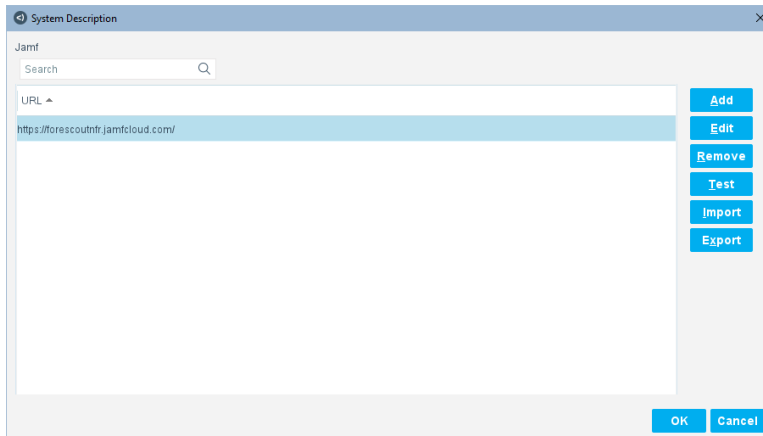 System Description
Jamf
Search
URL
https://forescoutnfr.jamfcloud.com/
Add
Edit
Remove
Test
Import
Export
OK
Cancel